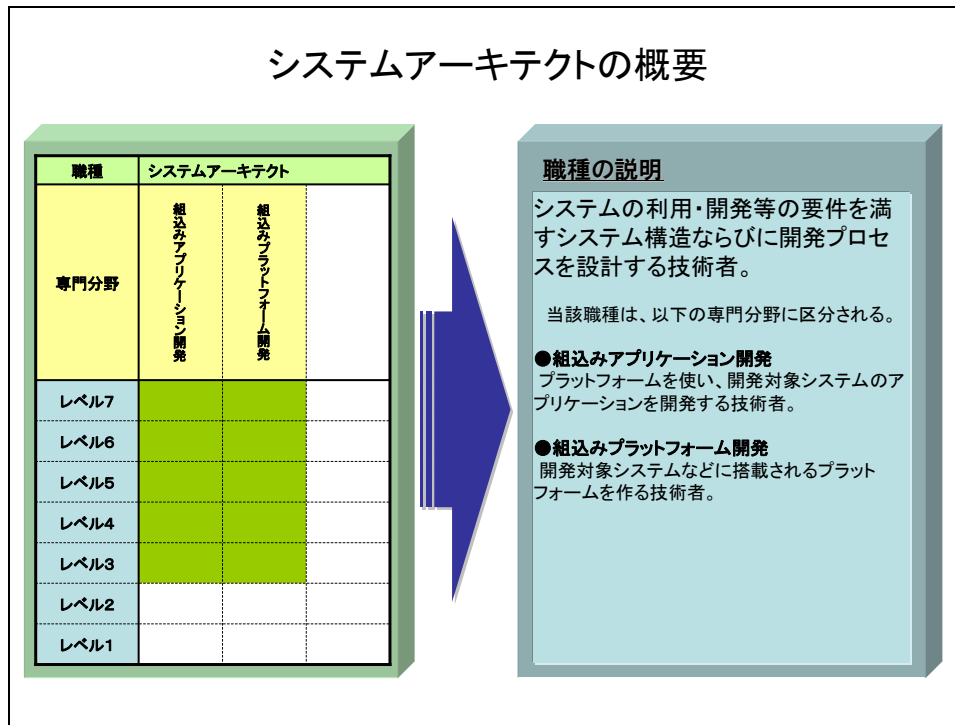 システムアーキテクトの概要
職種
システムアーキテクト
専門分野
組込みアプリケーション開発
組込みプラットフォーム開発
レベル7
レベル6
レベル5
レベル4
レベル3
レベル2
レベル1
職種の説明
システムの利用・開発等の要件を満
すシステム構造ならびに開発プロセ
スを設計する技術者。
当該職種は、以下の専門分野に区分される。
●組込みアプリケーション開発
プラットフォームを使い、開発対象システムのア
プリケーションを開発する技術者。
●組込みプラットフォーム開発
開発対象システムなどに搭載されるプラット
フォームを作る技術者。